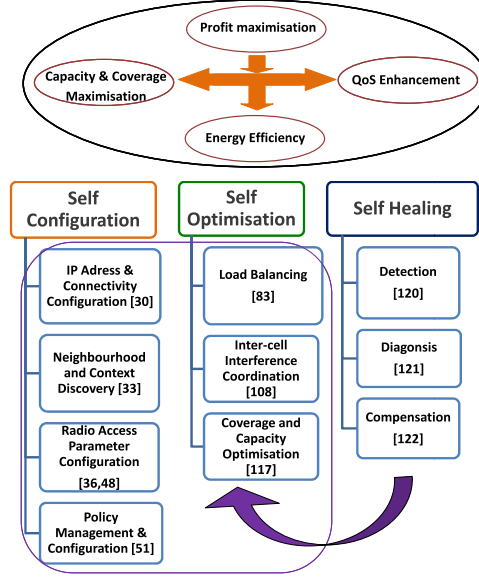 Profit maximisation
Capacity & Coverage
Maximisation
QoS Enhancement
Energy Efficiency
Self
Configuration
Self
Optimisation
Self Healing
IP Adress &
Connectivity
Configuration [30]
Neighbourhood
and Context
Discovery [33]
Radio Access
Parameter
Configuration
[36,48]
Policy
Management &
Configuration [51]
Load Balancing
[83]
Inter-cell
Interference
Coordination
[108]
Coverage and
Capacity
Optimisation
[117]
Detection
[120]
Diagonsis
[121]
Compensation
[122]